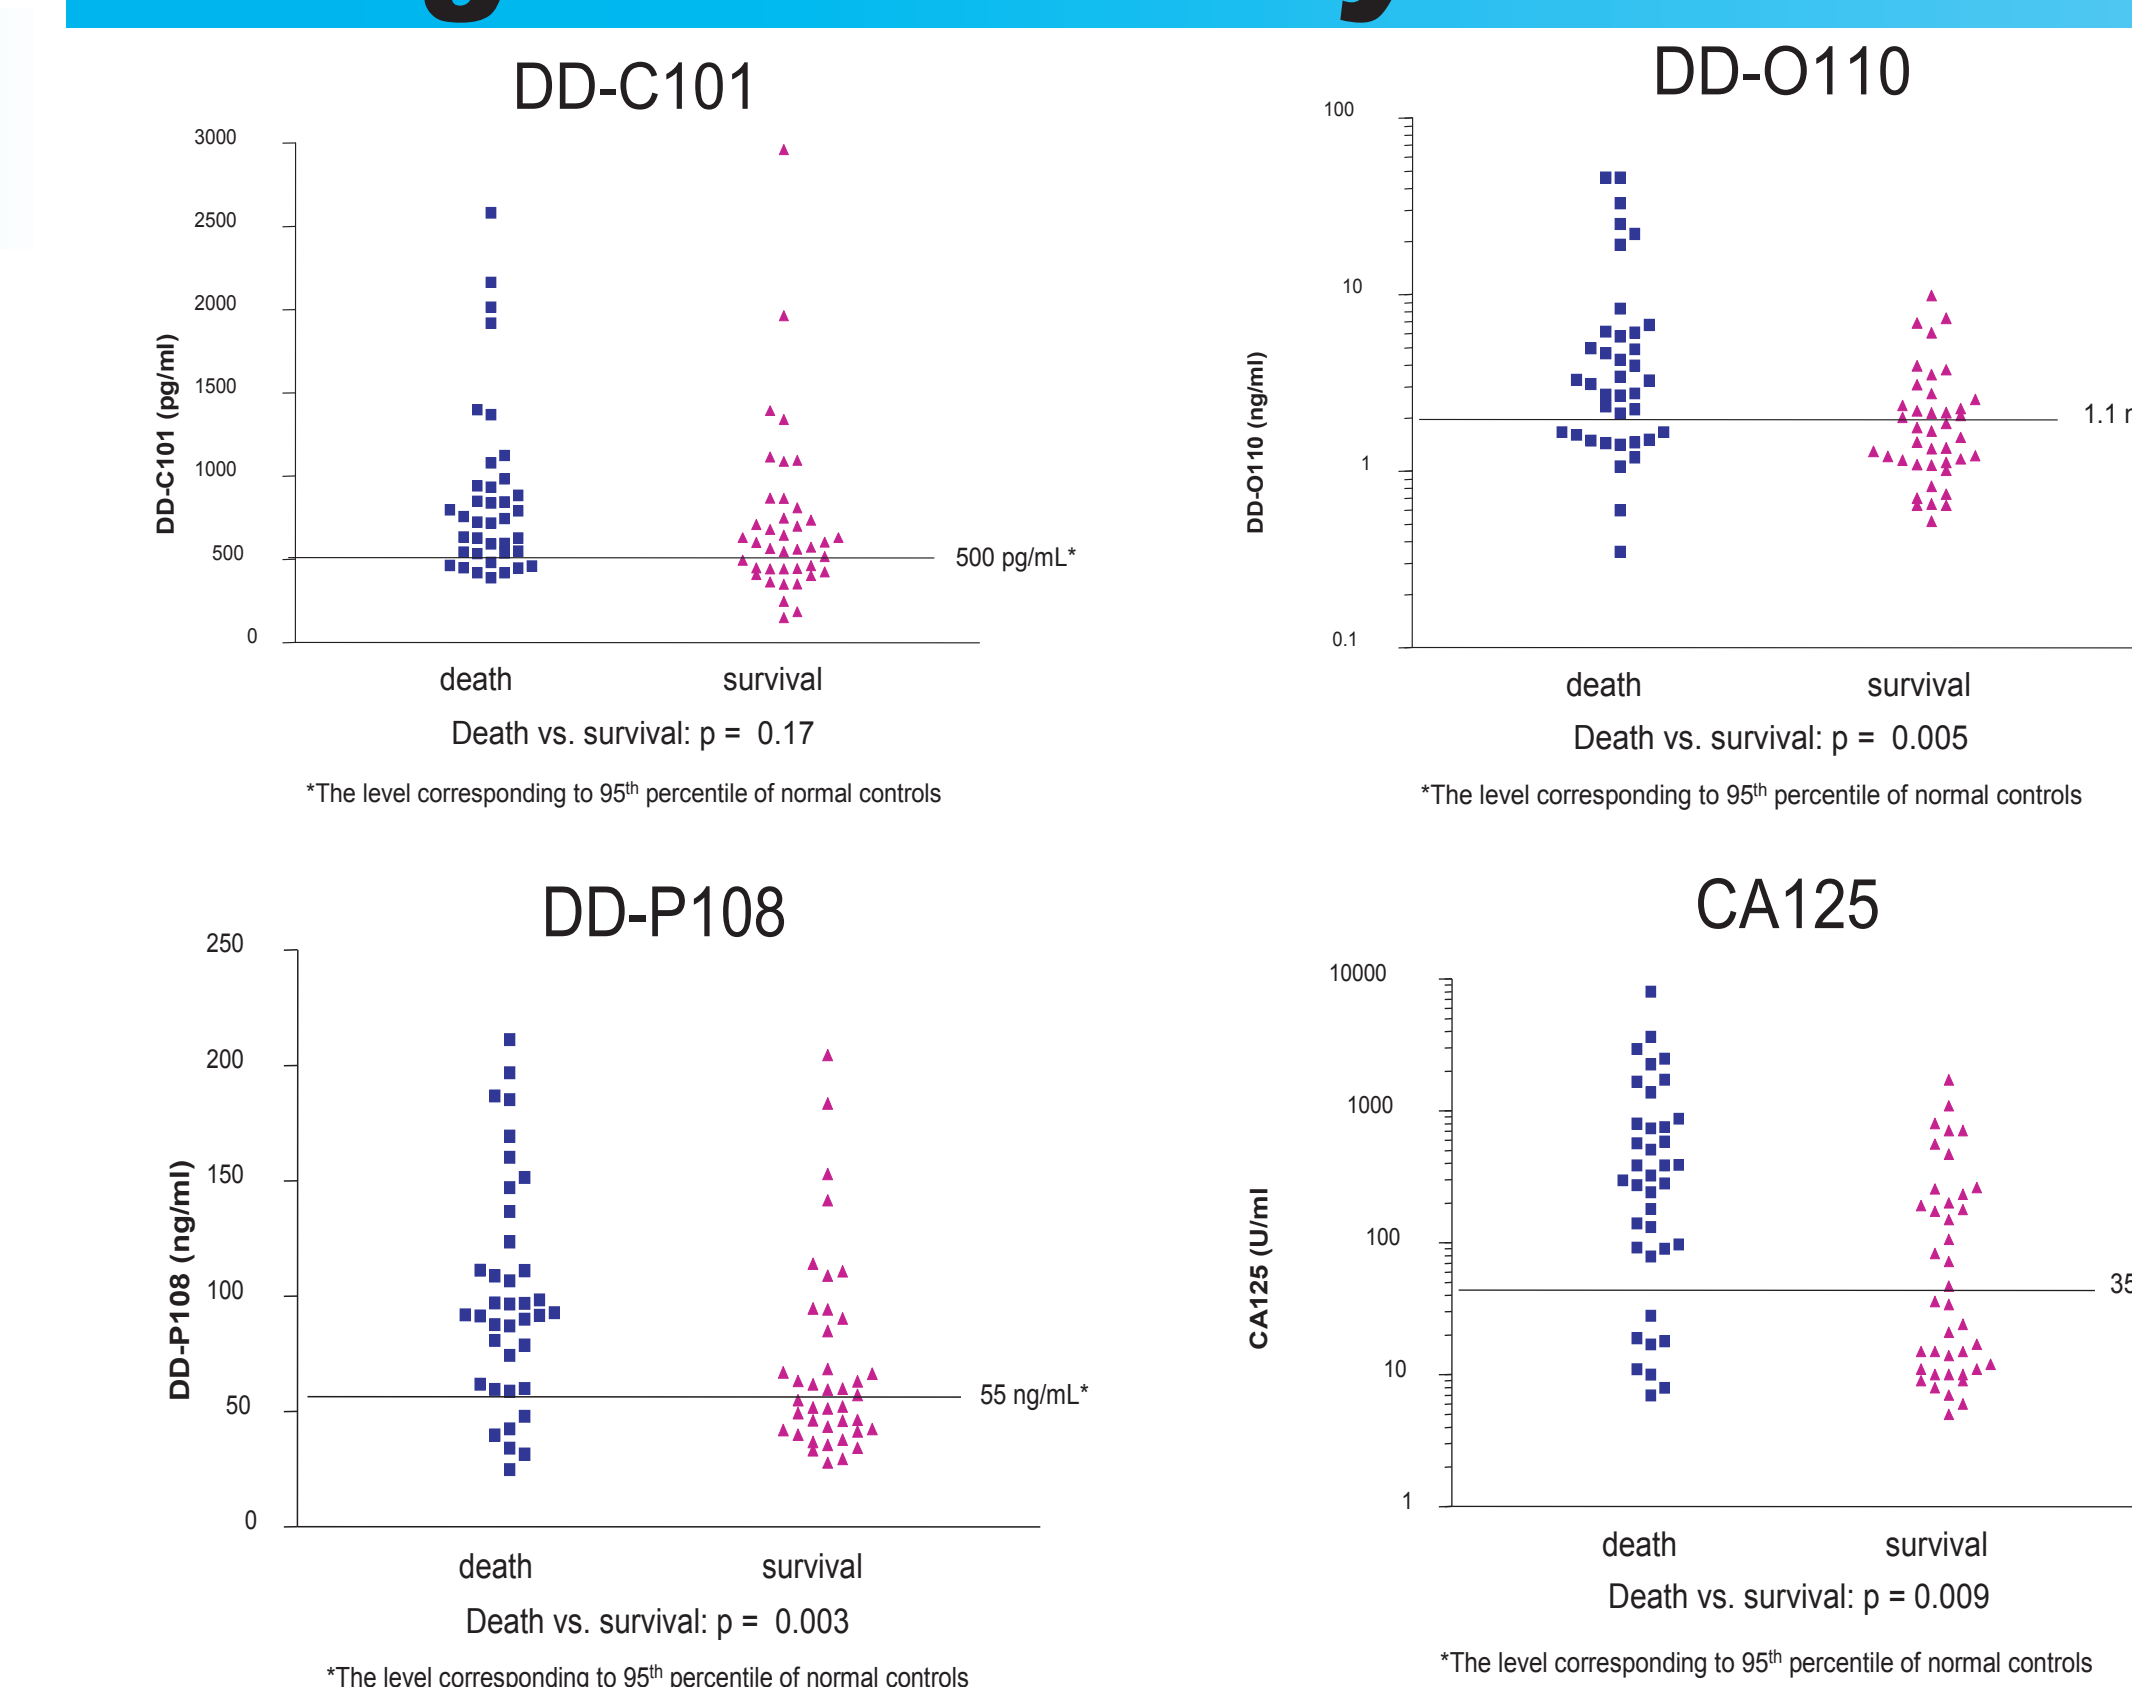 DD-C101
3000
2500
2000
1500
1000
500
0
DD-C101 (pg/ml)
500 pg/mL*
death survival
Death vs. survival: p = 0.17
*The level corresponding to 95th percentile of normal controls
DD-O110
100
10
1
0.1
DD-O110 (ng/ml)
1.1
death survival
Death vs. survival: p = 0.005
*The level corresponding to 95th percentile of normal controls
DD-P108
250
200
150
100
50
0
DD-P108 (ng/ml)
55 ng/mL*
death survival
Death vs. survival: p = 0.003
*The level corresponding to 95th percentile of normal controls
CA125
10000
1000
100
10
1
CA125 (U/ml
35
death survival
Death vs. survival: p = 0.009
*The level corresponding to 95th percentile of normal controls